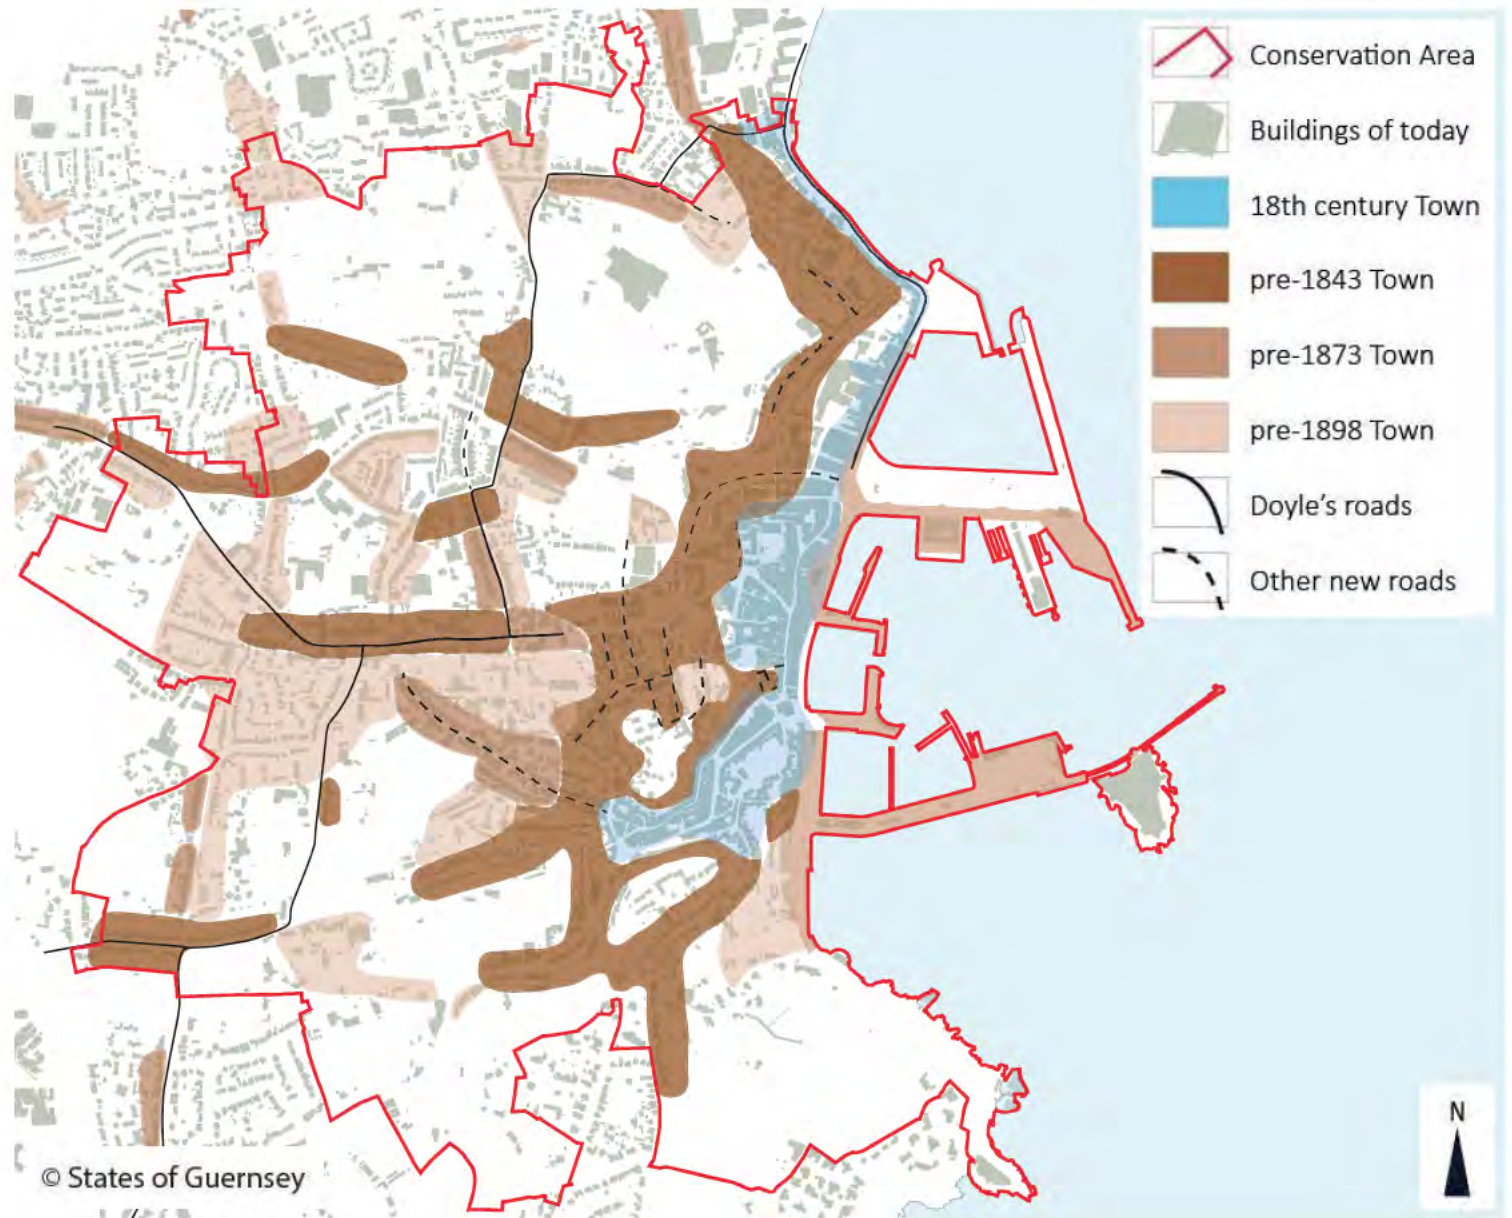 Conservation Area
Buildings of today
18th century Town
pre-1843 Town
pre-1873 Town
pre-1898 Town
Doyle's roads
Other new roads
N
© States of Guernsey